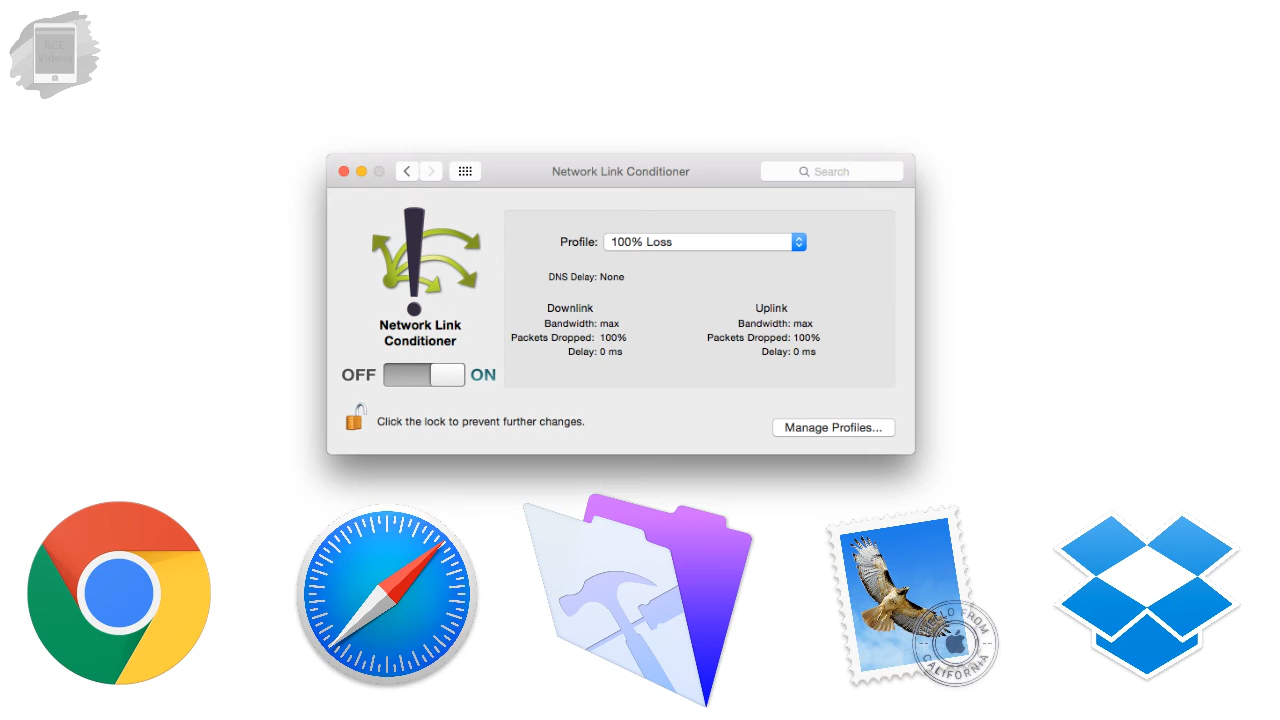 RCC
Videos
Network Link Conditioner
Search
Profile: 100% Loss
DNS Delay: None
Downlink
Bandwidth: max
Packets Dropped: 100%
Delay: 0 ms
Uplink
Bandwidth: max
Packets Dropped: 100%
Delay: 0 ms
Network Link
Conditioner
OFF ON
Click the lock to prevent further changes.
Manage Profiles...
HELLO FROM
CALIFORNIA